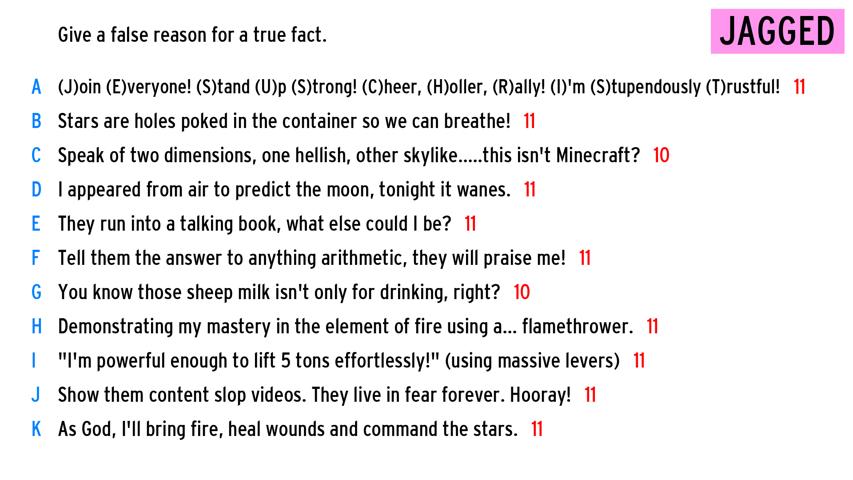 Give a false reason for a true fact.
JAGGED
A (J)oin (E)veryone! (S)tand (U)p (S)trong! (C)heer, (H)oller, (R)ally! (I)'m (S)tupendously (T)rustful! 11
B Stars are holes poked in the container so we can breathe! 11
C Speak of two dimensions, one hellish, other skylike.....this isn't Minecraft? 10
D I appeared from air to predict the moon, tonight it wanes. 11
E They run into a talking book, what else could I be? 11
F Tell them the answer to anything arithmetic, they will praise me! 11
G You know those sheep milk isn't only for drinking, right? 10
H Demonstrating my mastery in the element of fire using a... flamethrower. 11
I "I'm powerful enough to lift 5 tons effortlessly!" (using massive levers) 11
J Show them content slop videos. They live in fear forever. Hooray! 11
K As God, I'll bring fire, heal wounds and command the stars. 11